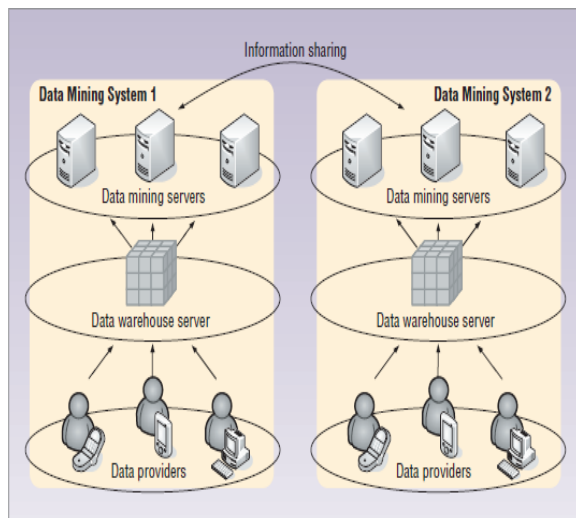 Information sharing
Data Mining System 1
Data Mining System 2
Data mining servers
Data mining servers
Data warehouse server
Data warehouse server
Data providers
Data providers